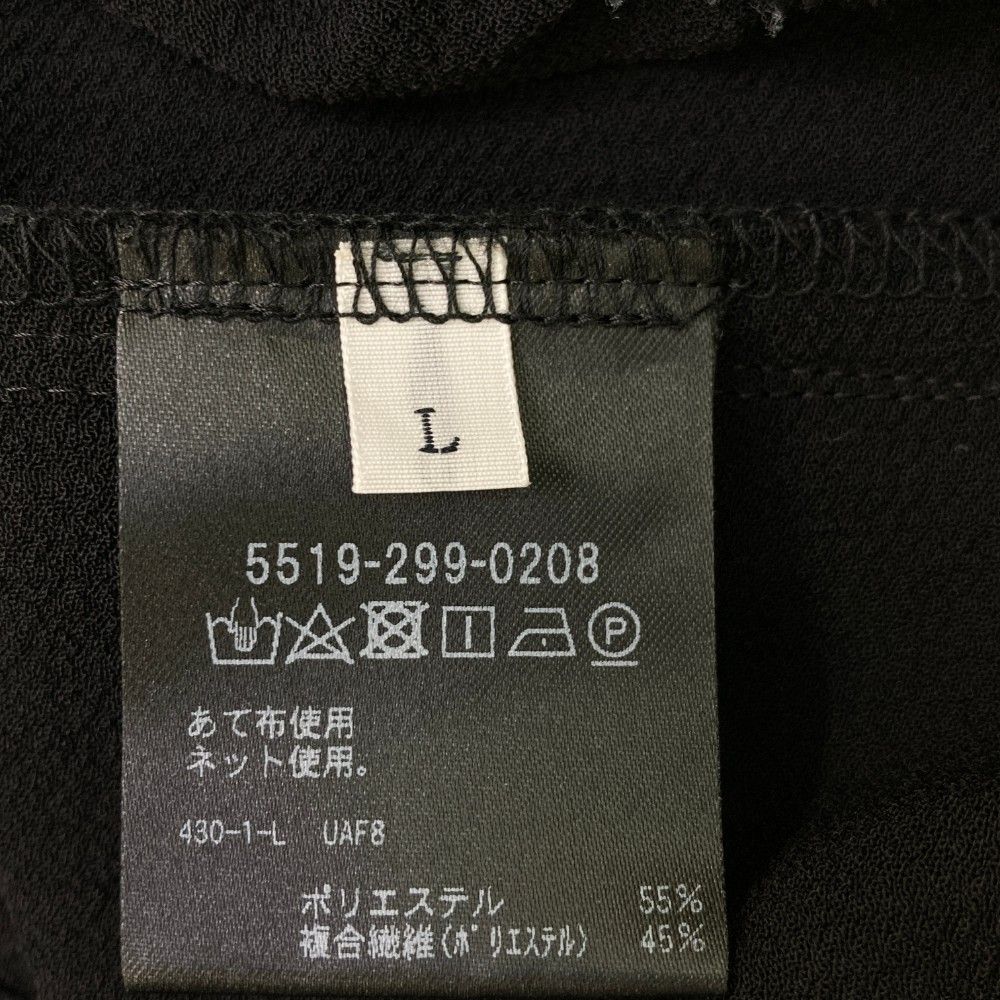 L
5519-299-0208
P
あて布使用
ネット使用。
430-1-L UAF8
ポリエステル 55%
複合繊維(ポリエステル) 45%